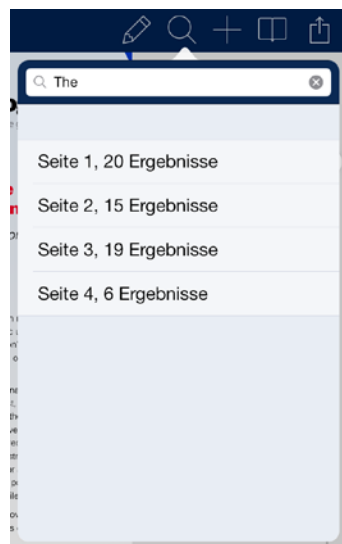 The
Seite 1, 20 Ergebnisse
Seite 2, 15 Ergebnisse
Seite 3, 19 Ergebnisse
Seite 4, 6 Ergebnisse